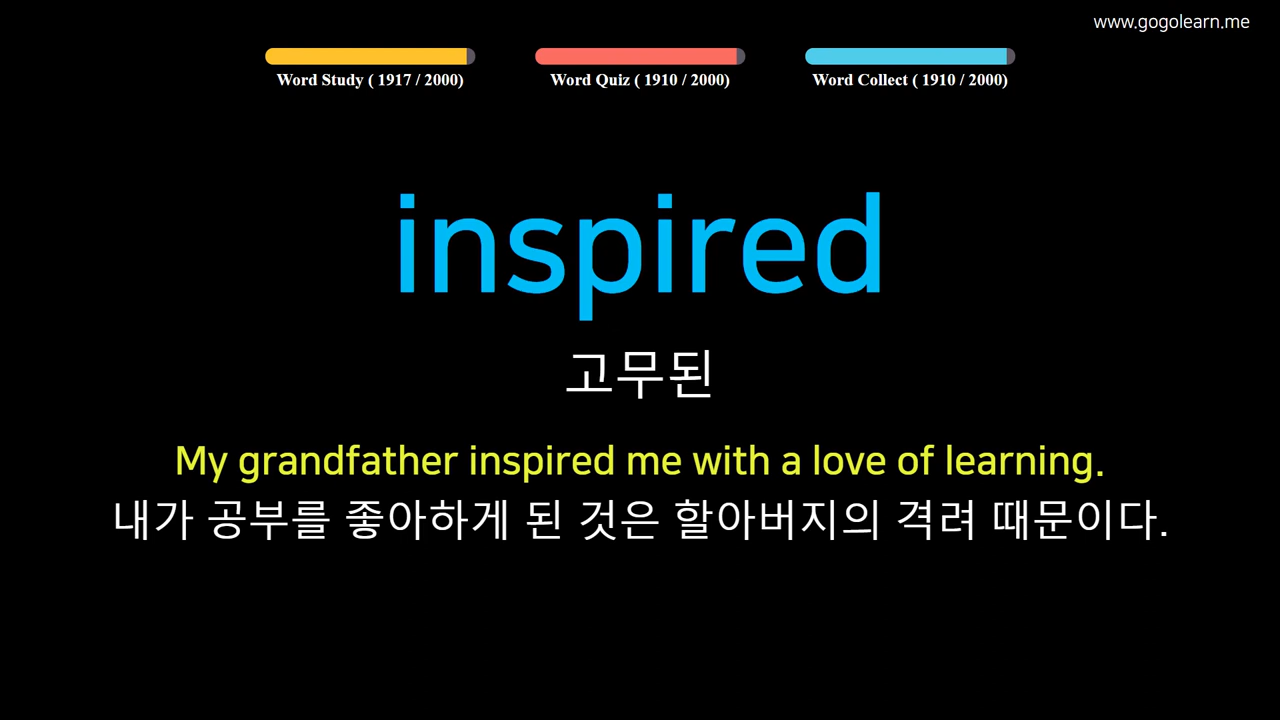 www.gogolearn.me
Word Study ( 1917 / 2000)
Word Quiz ( 1910 / 2000)
Word Collect ( 1910 / 2000)
inspired
고무된
My grandfather inspired me with a love of learning.
내가 공부를 좋아하게 된 것은 할아버지의 격려 때문이다.